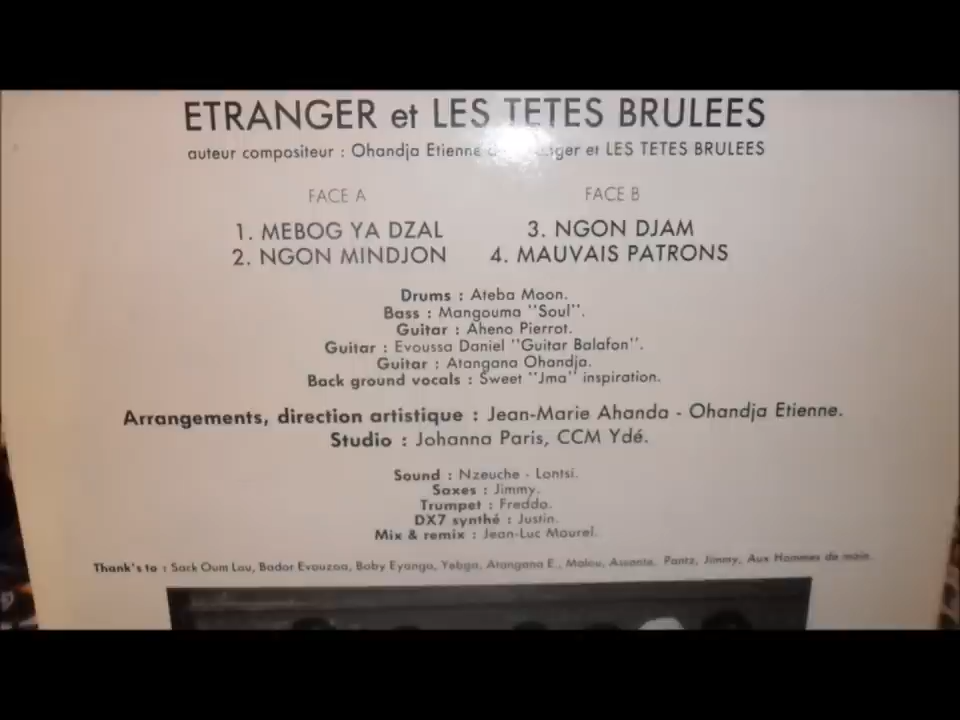 ETRANGER et LES TETES BRULEES
auteur compositeur : Ohandja Etienne et LES TETES BRULEES
FACE A
1. MEBOG YA DZAL
2. NGON MINDJON
FACE B
3. NGON DJAM
4. MAUVAIS PATRONS
Drums : Ateba Moon.
Bass : Mangouma "Soul".
Guitar : Aheno Pierrot.
Guitar : Evoussa Daniel "Guitar Balafon".
Guitar : Atangana Ohandja.
Back ground vocals : Sweet "Jma" inspiration.
Arrangements, direction artistique : Jean-Marie Ahanda - Ohandja Etienne.
Studio : Johanna Paris, CCM Ydé.
Sound : Nzeuche - Lontsi.
Saxes : Jimmy.
Trumpet : Freddo.
DX7 synthé : Justin.
Mix & remix : Jean-Luc Maurel.
Thank's to : Sack Oum Lou, Bador Evouzoa, Boby Eyanga, Yebga, Atangana E., Malou, Pantz, Jimmy, Aux Hommes de main.